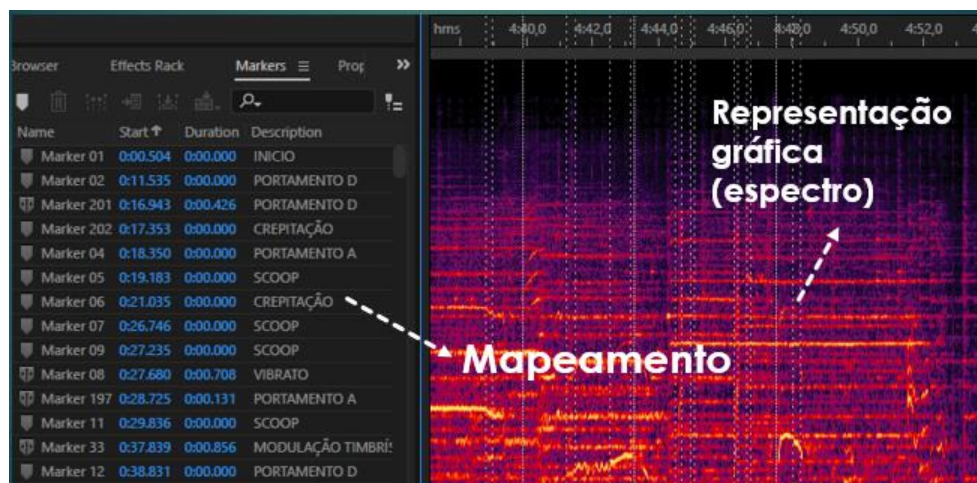 hms 4:40,0 4:42,0 4:44,0 4:46,0 4:48,0 4:50,0 4:52,0 4
Browser Effects Rack Markers Prop
Name Start Duration Description
Marker 01 0:00.504 0:00.000 INICIO
Marker 02 0:11.535 0:00.000 PORTAMENTO D
Marker 201 0:16.943 0:00.426 PORTAMENTO D
Marker 202 0:17.353 0:00.000 CREPITAÇÃO
Marker 04 0:18.350 0:00.000 PORTAMENTO A
Marker 05 0:19.183 0:00.000 SCOOP
Marker 06 0:21.035 0:00.000 CREPITAÇÃO
Marker 07 0:26.746 0:00.000 SCOOP
Marker 09 0:27.235 0:00.000 SCOOP
Marker 08 0:27.680 0:00.708 VIBRATO
Marker 197 0:28.725 0:00.131 PORTAMENTO A
Marker 11 0:29.836 0:00.000 SCOOP
Marker 33 0:37.839 0:00.856 MODULAÇÃO TIMBRÍS
Marker 12 0:38.831 0:00.000 PORTAMENTO D
Representação
gráfica
(espectro)
Mapeamento